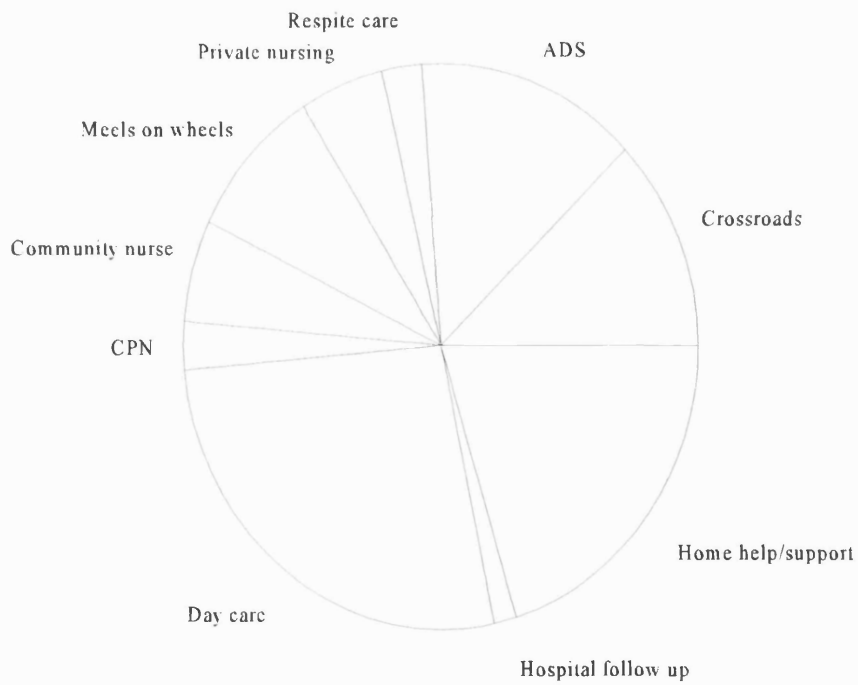 Respite care
ADS
Private nursing
Meels on wheels
Crossroads
Community nurse
CPN
Home help/support
Day care
Hospital follow up